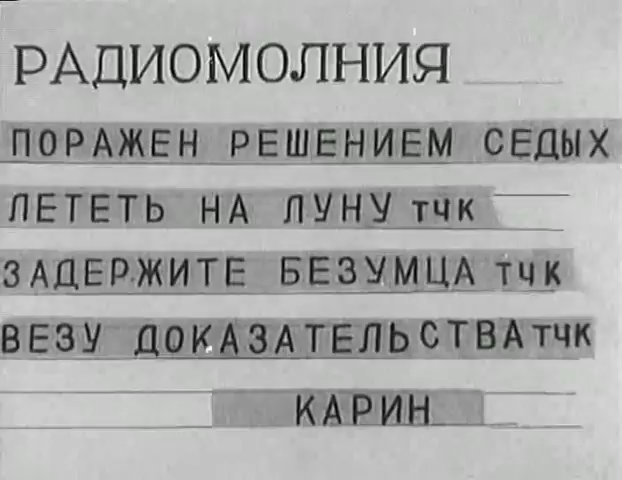 РАДИОМОЛНИЯ
ПОРАЖЕН РЕШЕНИЕМ СЕДЫХ
ЛЕТЕТЬ НА ЛУНУ тчк
ЗАДЕРЖИТЕ БЕЗУМЦА тчк
ВЕЗУ ДОКАЗАТЕЛЬСТВА тчк
КАРИН